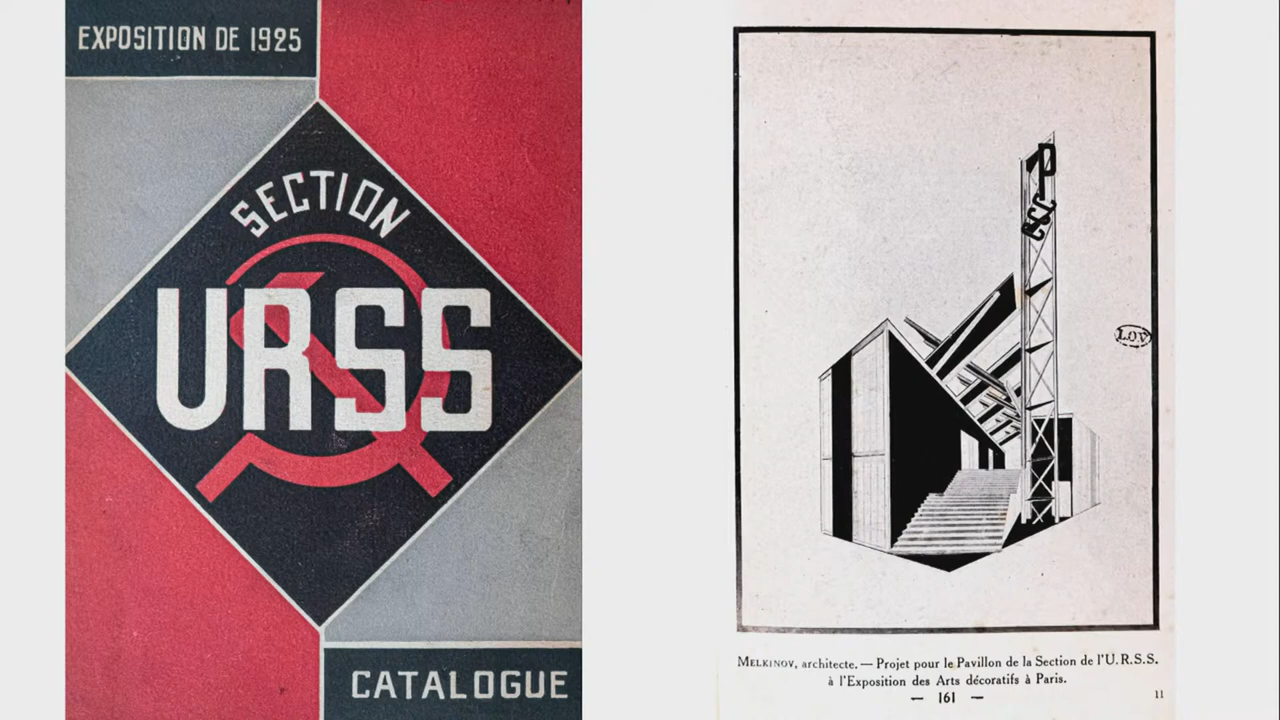 EXPOSITION DE 1925
SECTION
URSS
CATALOGUE
LOV
MELKINOV, architecte. — Projet pour le Pavillon de la Section de l'U.R.S.S.
à l'Exposition des Arts décoratifs à Paris.
— 161 —
11